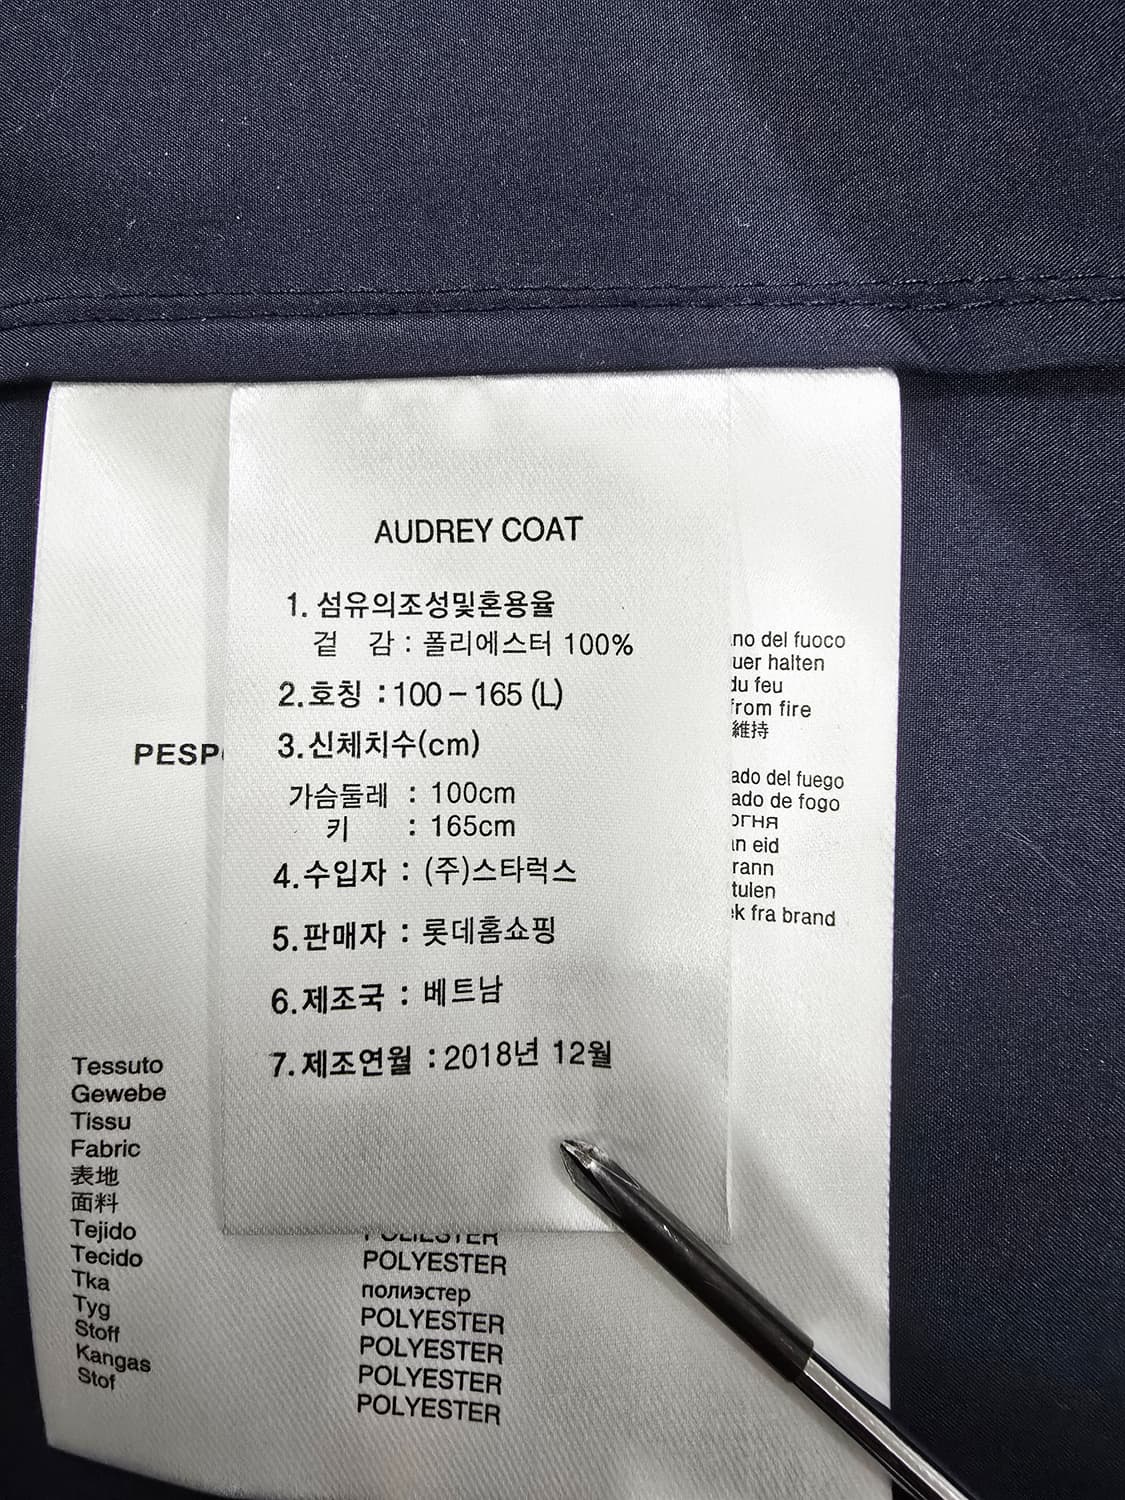 AUDREY COAT
1. 섬유의조성및혼용율
겉 감 : 폴리에스터 100%
2.호칭 : 100 – 165 (L)
3.신체치수(cm)
가슴둘레 : 100cm
키 : 165cm
4.수입자 : (주)스타럭스
5.판매자 : 롯데홈쇼핑
6.제조국 : 베트남
7.제조연월 : 2018년 12월
PESP
no del fuoco
uer halten
du feu
from fire
維持
ado del fuego
ado de fogo
огня
n eid
rann
tulen
k fra brand
Tessuto
Gewebe
Tissu
Fabric
表地
面料
Tejido
Tecido
Tka
Tyg
Stoff
Kangas
Stof
POLIESTER
POLYESTER
полиэстер
POLYESTER
POLYESTER
POLYESTER
POLYESTER